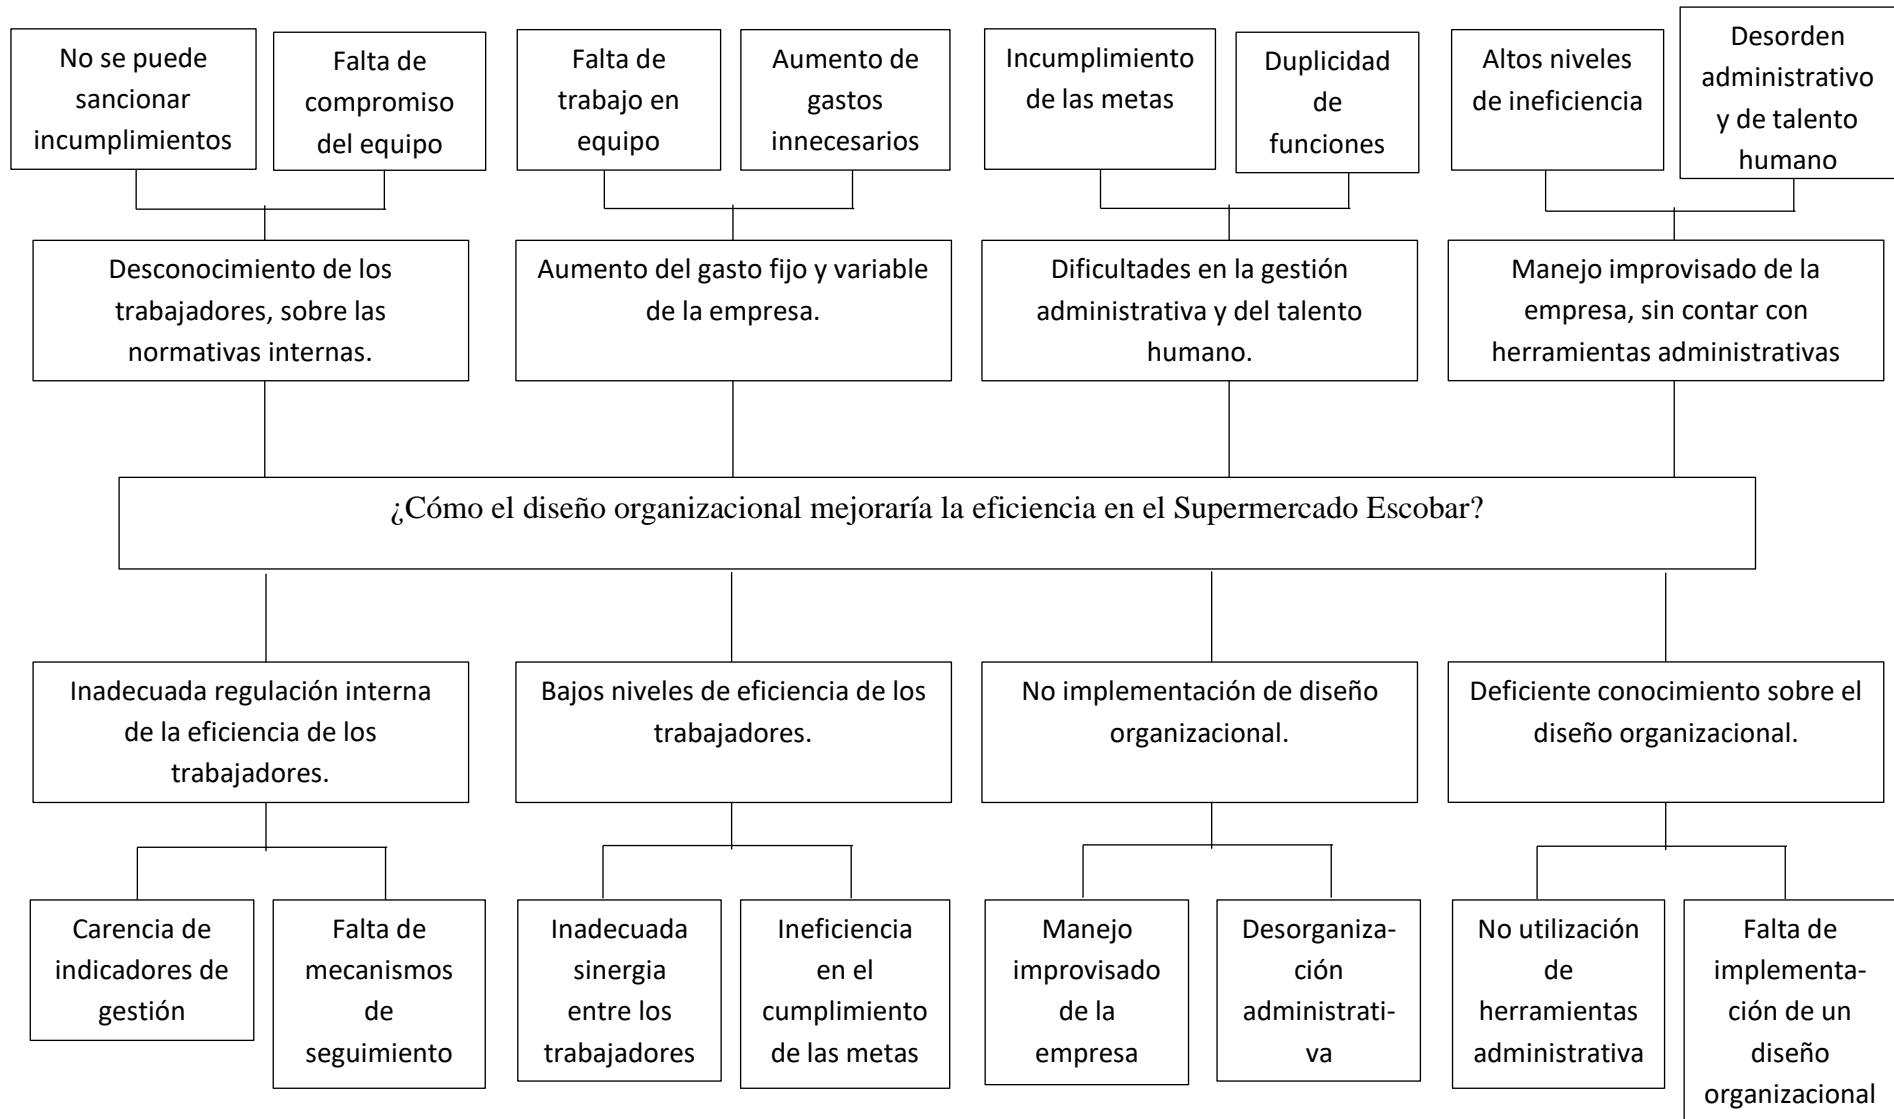 No se puede
sancionar
incumplimientos
Falta de
compromiso
del equipo
Falta de
trabajo en
equipo
Aumento de
gastos
innecesarios
Incumplimiento
de las metas
Duplicidad
de
funciones
Altos niveles
de ineficiencia
Desorden
administrativo
y de talento
humano
Desconocimiento de los
trabajadores, sobre las
normativas internas.
Aumento del gasto fijo y variable
de la empresa.
Dificultades en la gestión
administrativa y del talento
humano.
Manejo improvisado de la
empresa, sin contar con
herramientas administrativas
¿Cómo el diseño organizacional mejoraría la eficiencia en el Supermercado Escobar?
Inadecuada regulación interna
de la eficiencia de los
trabajadores.
Bajos niveles de eficiencia de los
trabajadores.
No implementación de diseño
organizacional.
Deficiente conocimiento sobre el
diseño organizacional.
Carencia de
indicadores de
gestión
Falta de
mecanismos
de
seguimiento
Inadecuada
sinergia
entre los
trabajadores
Ineficiencia
en el
cumplimiento
de las metas
Manejo
improvisado
de la
empresa
Desorganiza-
ción
administrati-
va
No utilización
de
herramientas
administrativa
Falta de
implementa-
ción de un
diseño
organizacional